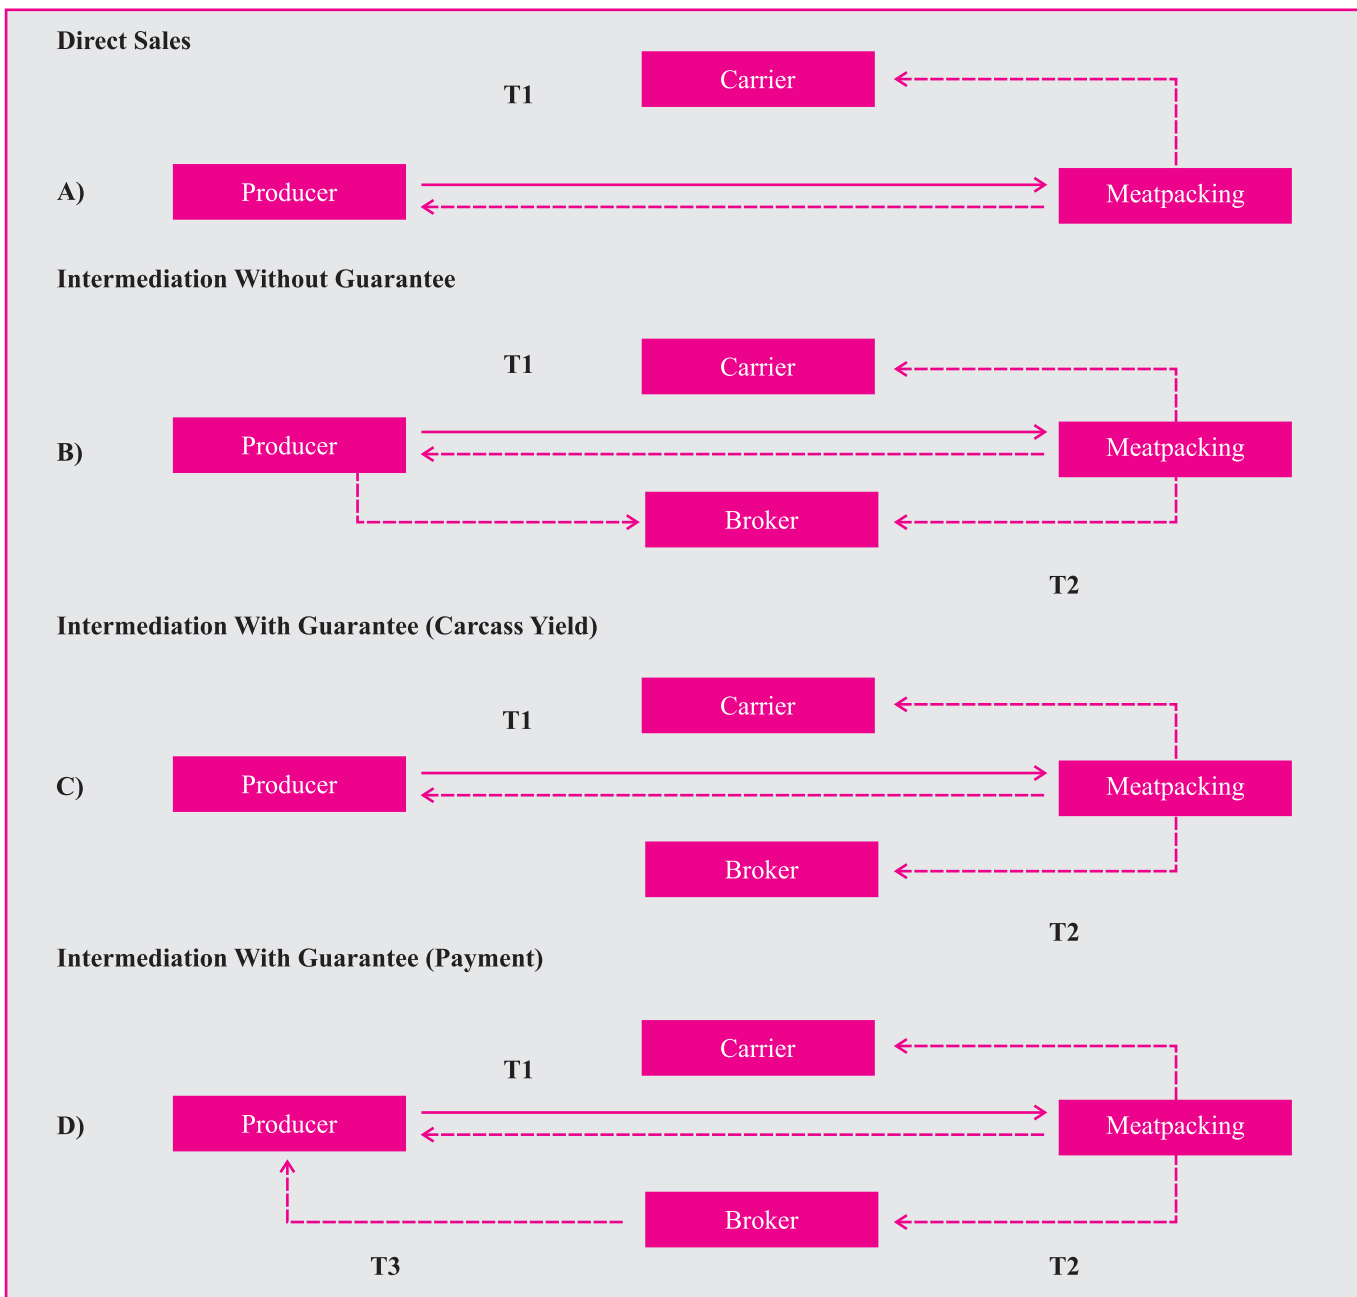 Direct Sales
Carrier
T1
A)
Producer
Meatpacking
Intermediation Without Guarantee
Carrier
T1
B)
Producer
Meatpacking
Broker
T2
Intermediation With Guarantee (Carcass Yield)
Carrier
T1
C)
Producer
Meatpacking
Broker
T2
Intermediation With Guarantee (Payment)
Carrier
T1
D)
Producer
Meatpacking
Broker
T3
T2